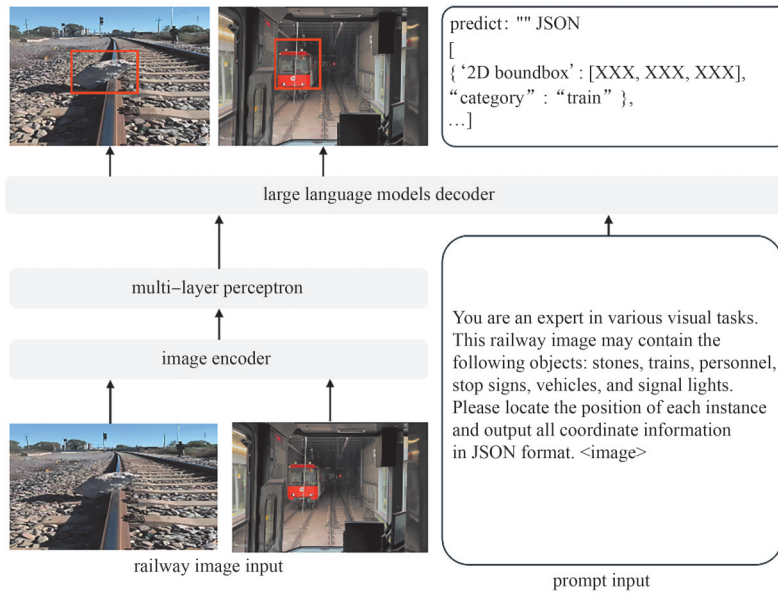 predict: "" JSON
[
{‘2D boundbox’: [XXX, XXX, XXX],
“category”: “train” },
…]
large language models decoder
multi-layer perceptron
image encoder
You are an expert in various visual tasks.
This railway image may contain the
following objects: stones, trains, personnel,
stop signs, vehicles, and signal lights.
Please locate the position of each instance
and output all coordinate information
in JSON format. <image>
railway image input
prompt input